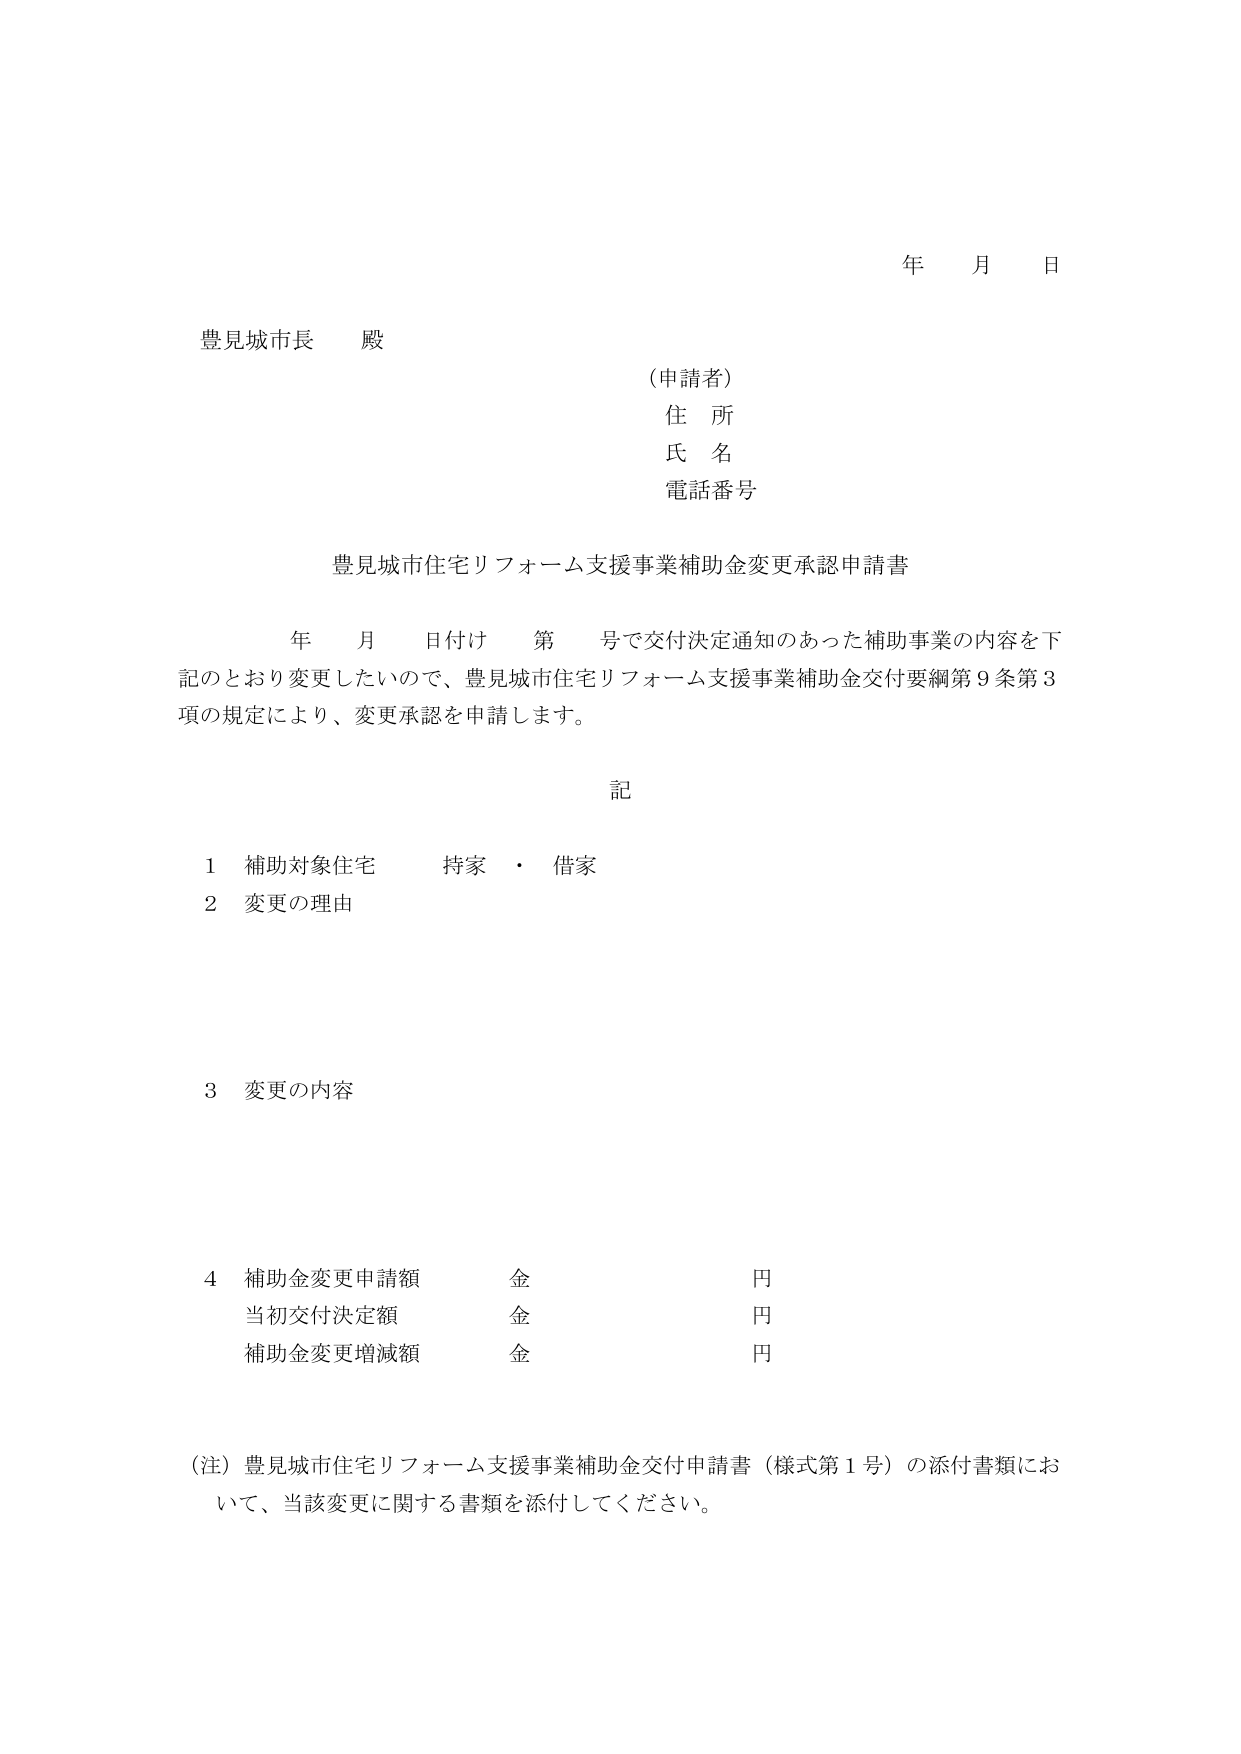 年　　月　　日
豊見城市長　　殿
（申請者）
住　所
氏　名
電話番号
豊見城市住宅リフォーム支援事業補助金変更承認申請書
年　　月　　日付け　　第　　号で交付決定通知のあった補助事業の内容を下
記のとおり変更したいので、豊見城市住宅リフォーム支援事業補助金交付要綱第９条第３
項の規定により、変更承認を申請します。
記
１　補助対象住宅　　　持家　・　借家
２　変更の理由
３　変更の内容
４　補助金変更申請額　　　　金　　　　　　　　　　円
当初交付決定額　　　　　金　　　　　　　　　　円
補助金変更増減額　　　　金　　　　　　　　　　円
（注）豊見城市住宅リフォーム支援事業補助金交付申請書（様式第１号）の添付書類にお
いて、当該変更に関する書類を添付してください。